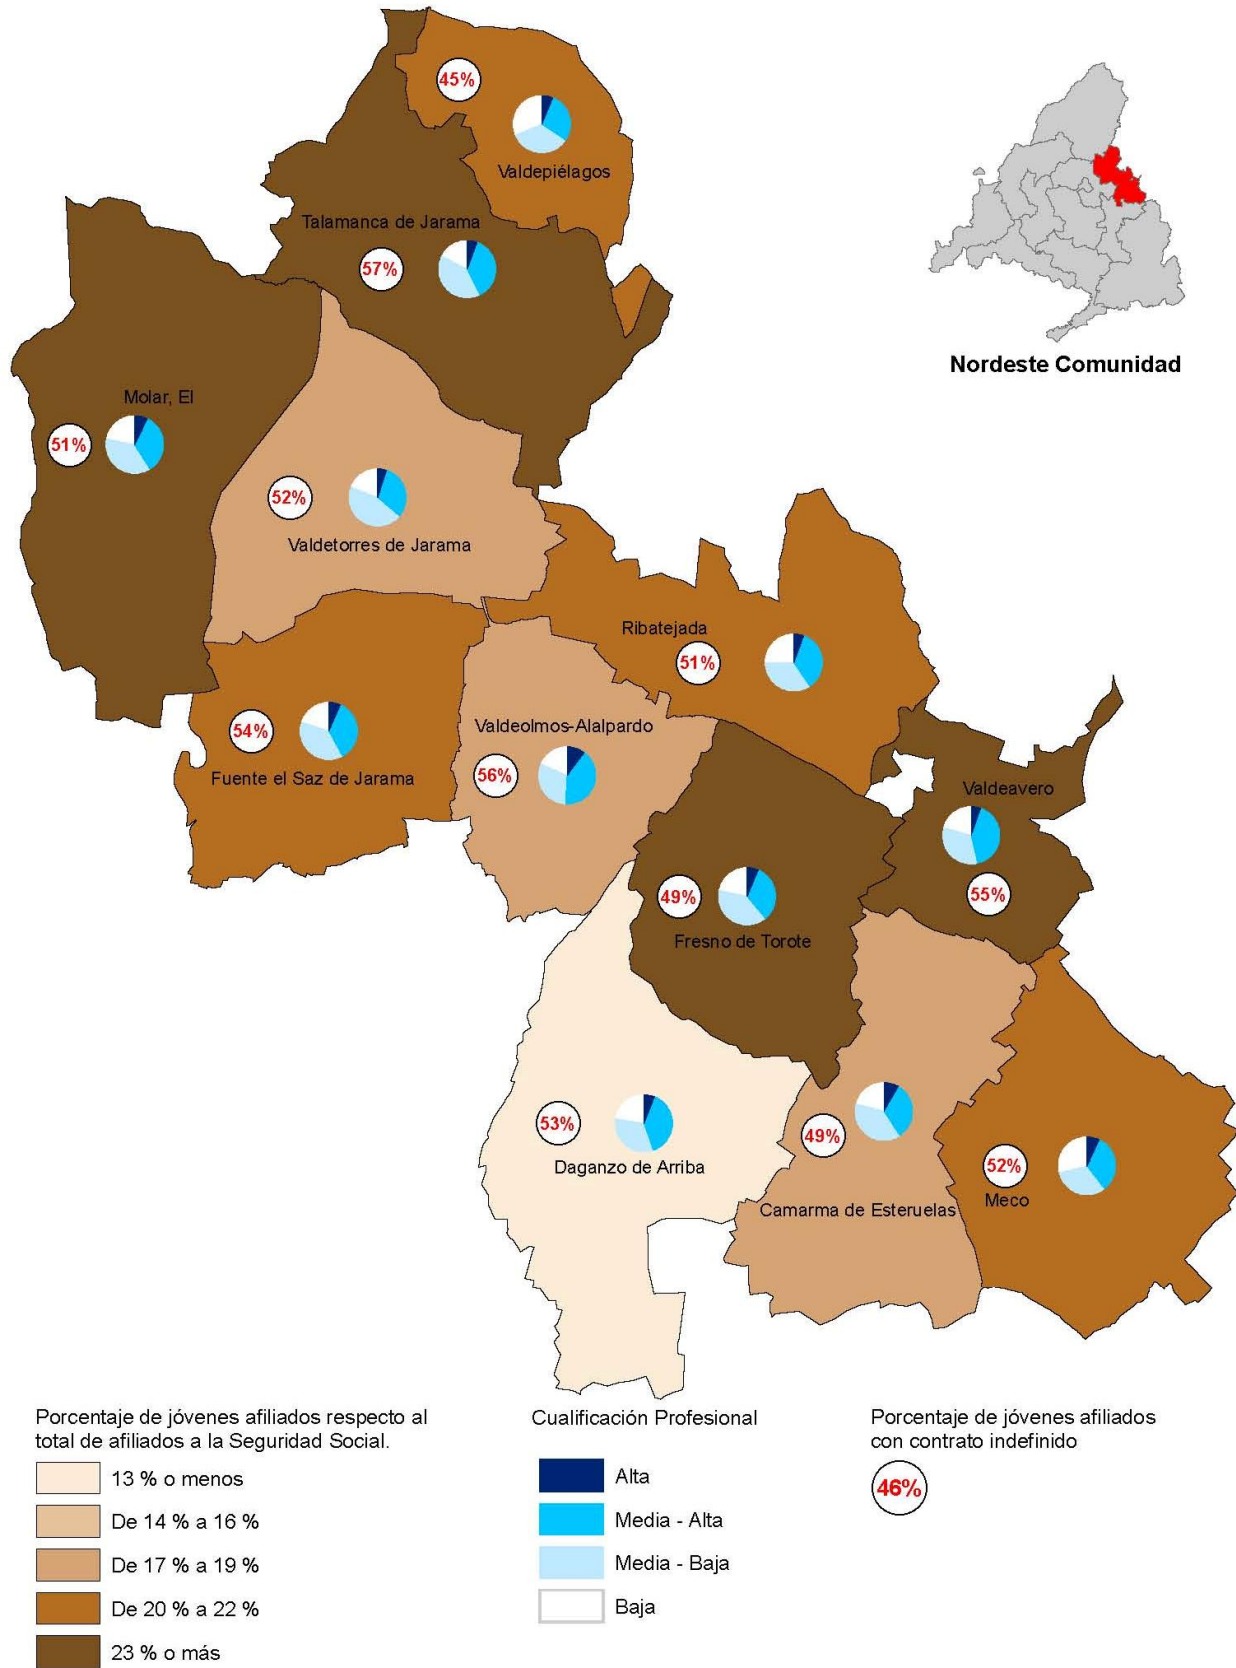 45%
Valdepiélagos
Talamanca de Jarama
57%
Nordeste Comunidad
Molar, El
51%
52%
Valdetorres de Jarama
Ribatejada
51%
54%
Fuente el Saz de Jarama
Valdeolmos-Alalpardo
56%
Valdeavero
55%
49%
Fresno de Torote
53%
Daganzo de Arriba
49%
Camarma de Esteruelas
52%
Meco
Porcentaje de jóvenes afiliados respecto al
total de afiliados a la Seguridad Social.
13 % o menos
De 14 % a 16 %
De 17 % a 19 %
De 20 % a 22 %
23 % o más
Cualificación Profesional
Alta
Media - Alta
Media - Baja
Baja
Porcentaje de jóvenes afiliados
con contrato indefinido
46%